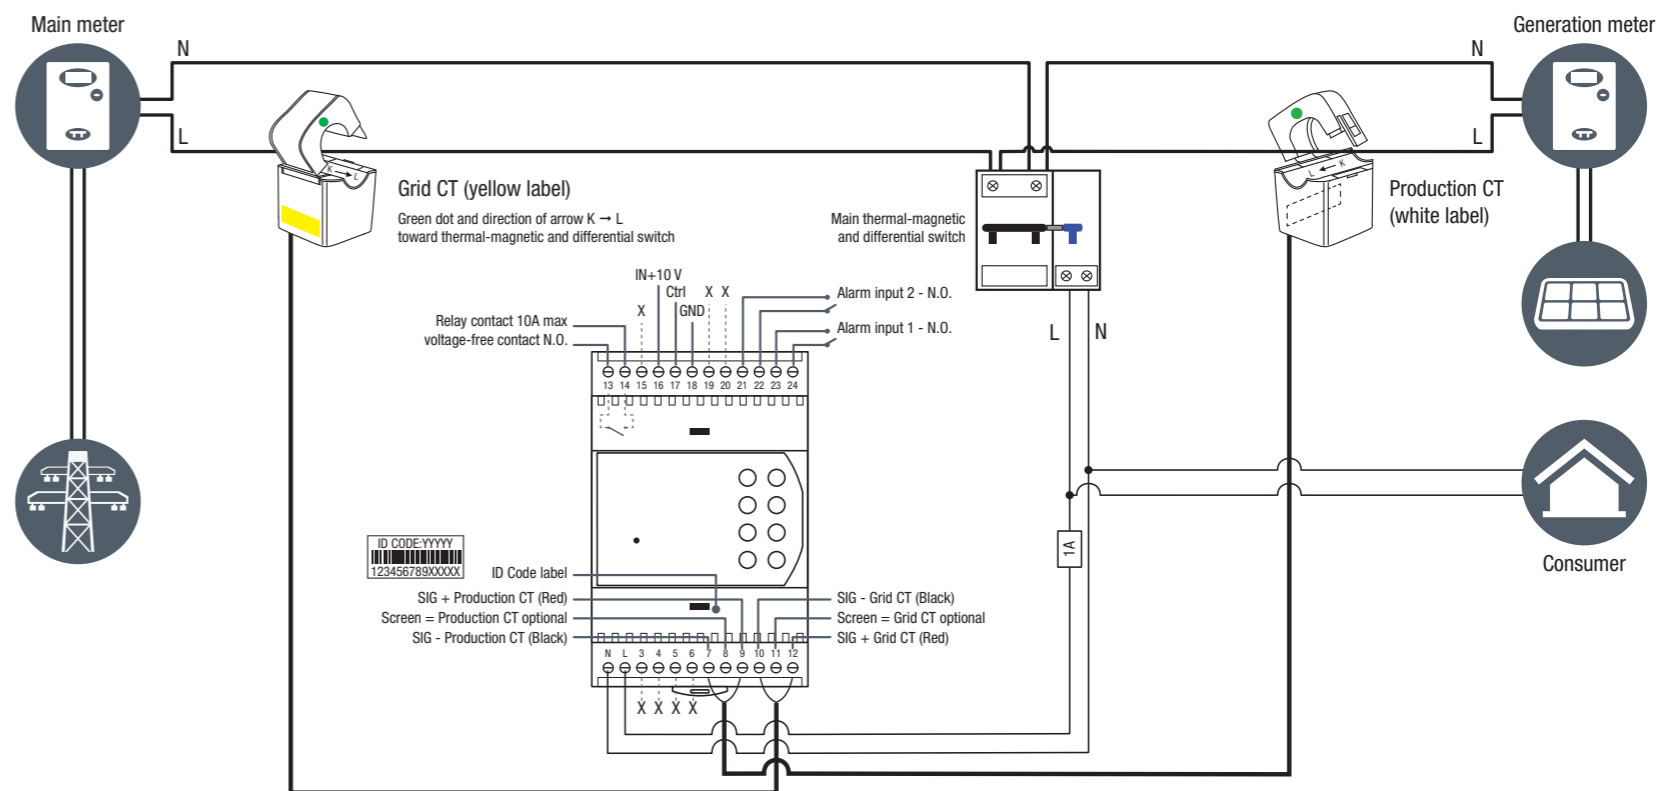 Main meter
Generation meter
N
N
L
L
K → L
L ← K
Grid CT (yellow label)
Green dot and direction of arrow K → L
toward thermal-magnetic and differential switch
Main thermal-magnetic
and differential switch
Production CT
(white label)
IN+10 V
Ctrl
X
X
X
GND
Alarm input 2 - N.O.
Relay contact 10A max
voltage-free contact N.O.
Alarm input 1 - N.O.
L
N
13 14 15 16 17 18 19 20 21 22 23 24
1A
ID CODE:YYYYY
123456789XXXXX
Consumer
ID Code label
SIG + Production CT (Red)
SIG - Grid CT (Black)
Screen = Production CT optional
Screen = Grid CT optional
SIG - Production CT (Black)
SIG + Grid CT (Red)
N L 3 4 5 6 7 8 9 10 11 12
X X X X